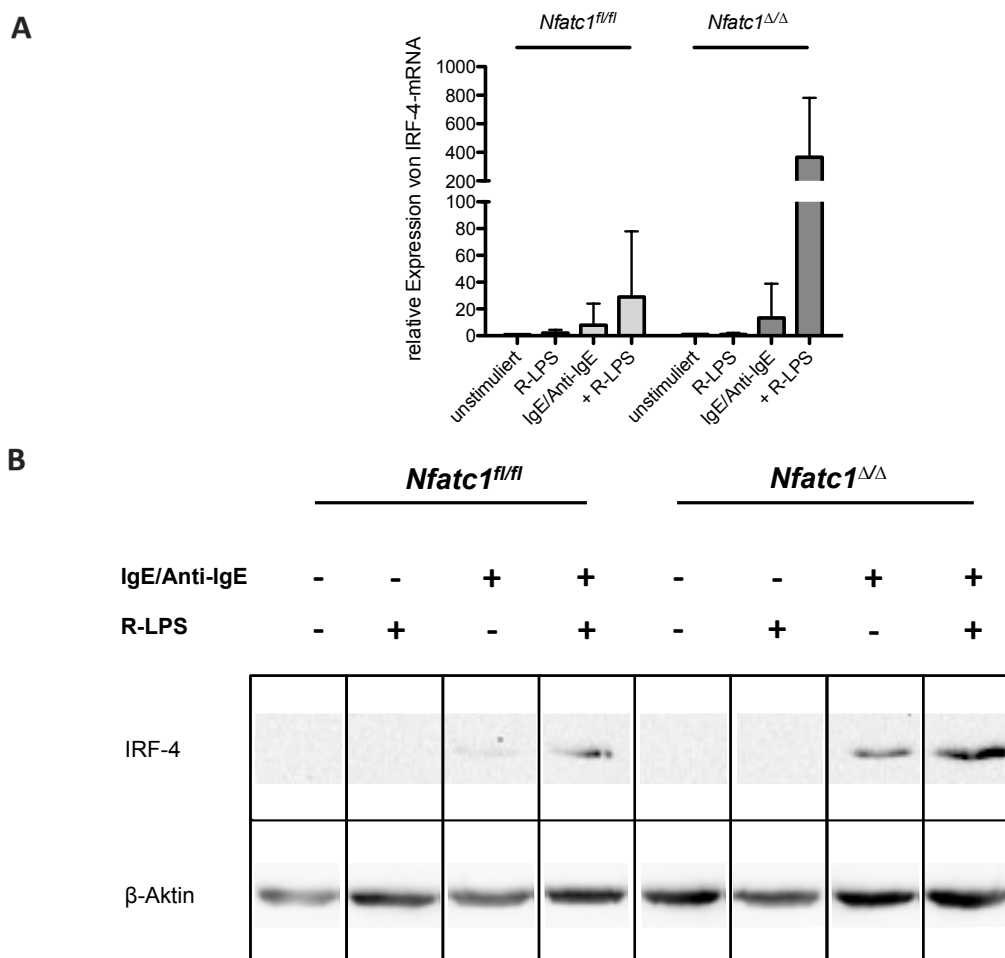 A
Nfatc1fl/fl Nfatc1Δ/Δ
relative Expression von IRF-4-mRNA
1000
800
600
400
200
100
80
60
40
20
0
unstimuliert R-LPS IgE/Anti-IgE + R-LPS unstimuliert R-LPS IgE/Anti-IgE + R-LPS
B
Nfatc1fl/fl Nfatc1Δ/Δ
IgE/Anti-IgE - - + + - - + +
R-LPS - + - + - + - +
IRF-4
β-Aktin